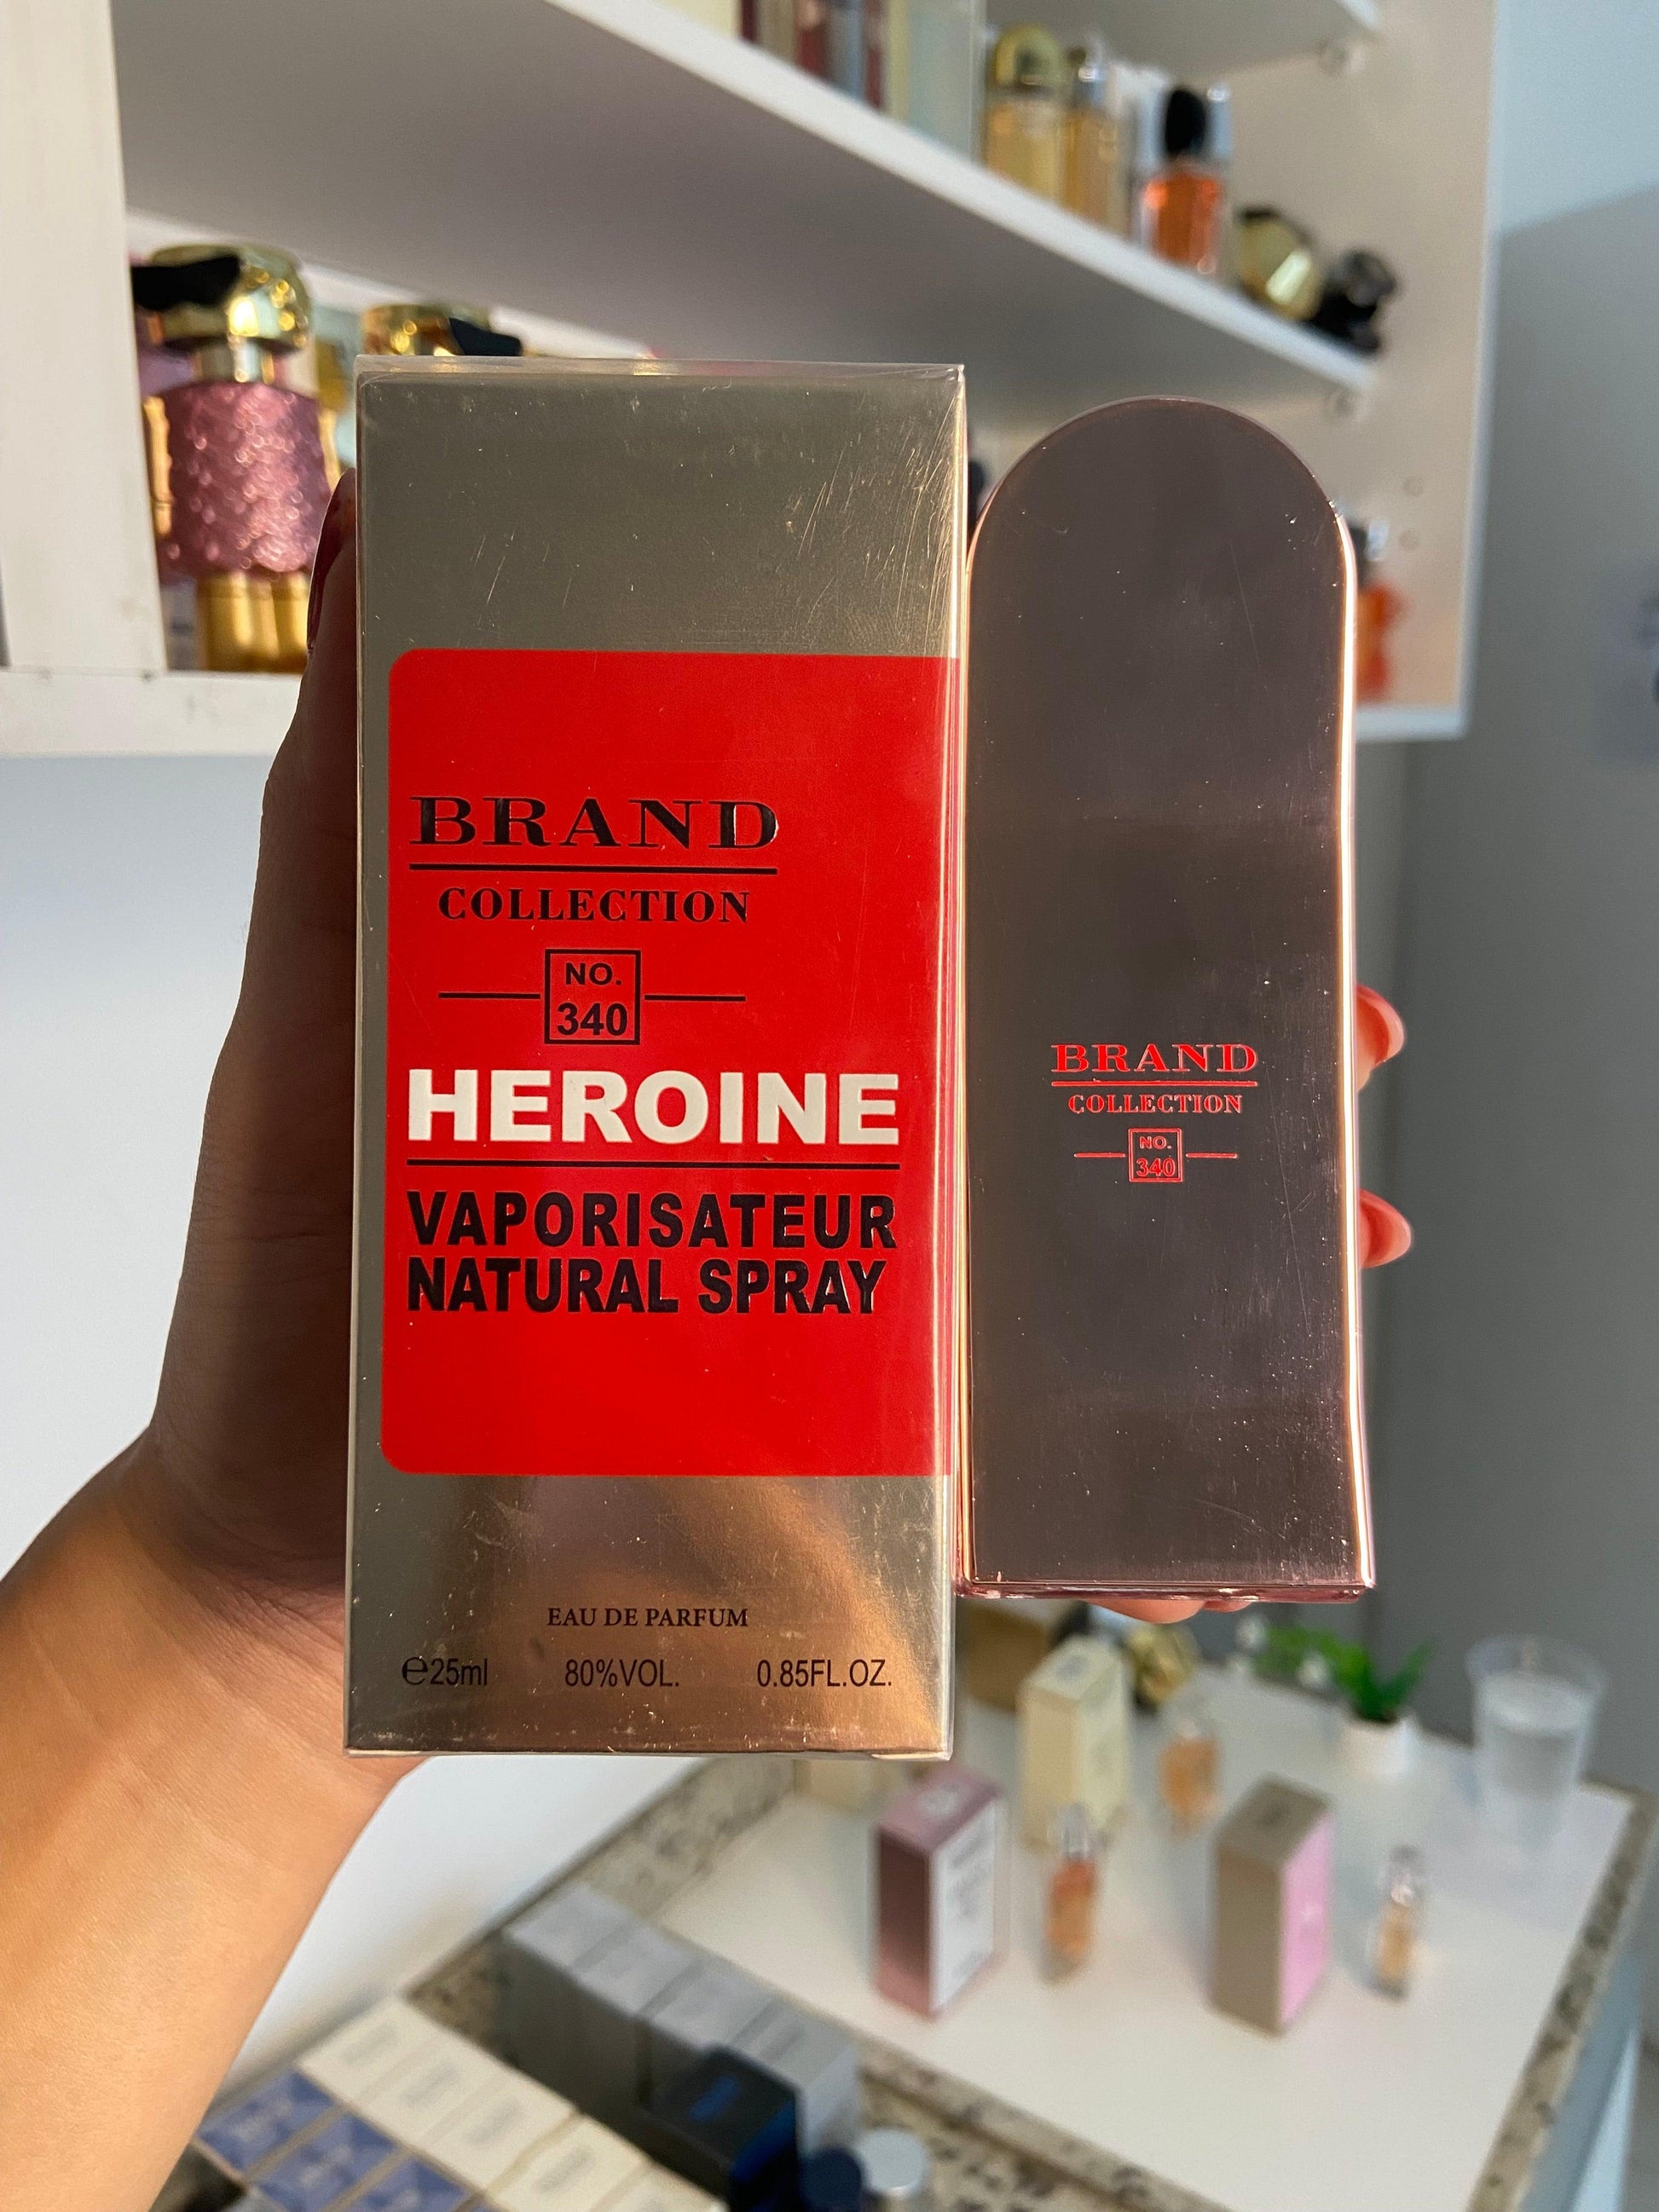 BRAND
COLLECTION
NO.
340
HEROINE
VAPORISATEUR
NATURAL SPRAY
EAU DE PARFUM
℮25ml 80%VOL. 0.85FL.OZ.
BRAND
COLLECTION
NO.
340